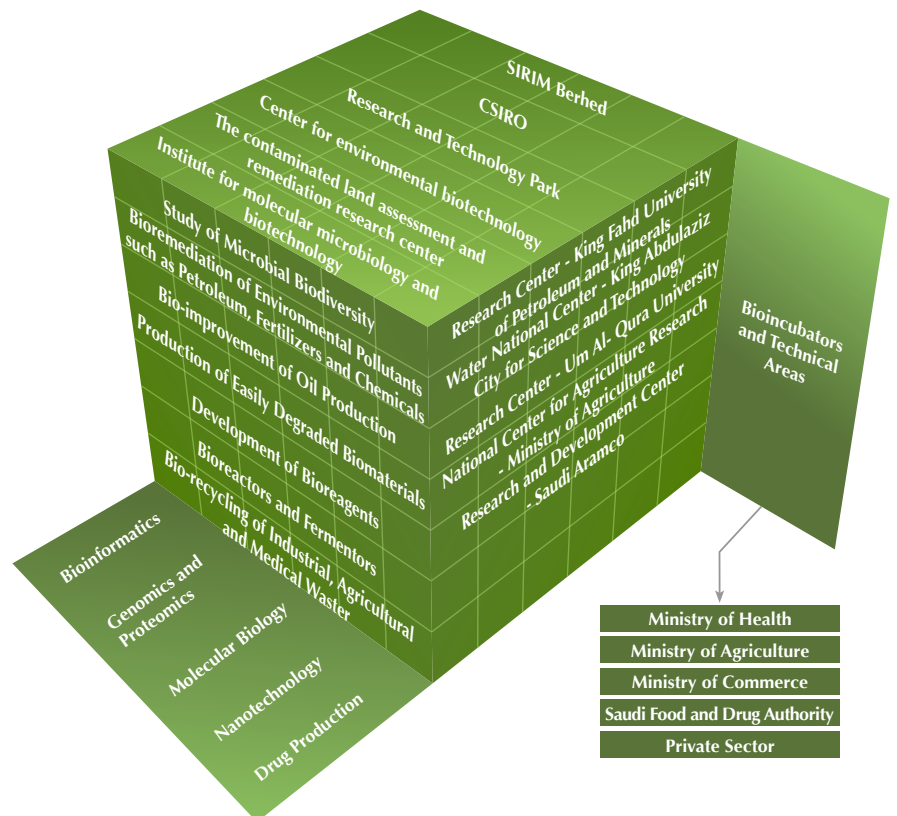 SIRIM Berhed
CSIRO
Research and Technology Park
Center for environmental biotechnology
The contaminated land assessment and
remediation research center
Institute for molecular microbiology and
biotechnology
Study of Microbial Biodiversity
Bioremediation of Environmental Pollutants
such as Petroleum, Fertilizers and Chemicals
Bio-improvement of Oil Production
Production of Easily Degraded Biomaterials
Development of Bioreagents
Bioreactors and Fermentors
Bio-recycling of Industrial, Agricultural
and Medical Waster
Research Center - King Fahd University
of Petroleum and Minerals
Water National Center - King Abdulaziz
City for Science and Technology
Research Center - Um Al- Qura University
National Center for Agriculture Research
- Ministry of Agriculture
Research and Development Center
- Saudi Aramco
Bioincubators
and Technical
Areas
Bioinformatics
Genomics and
Proteomics
Molecular Biology
Nanotechnology
Drug Production
Ministry of Health
Ministry of Agriculture
Ministry of Commerce
Saudi Food and Drug Authority
Private Sector